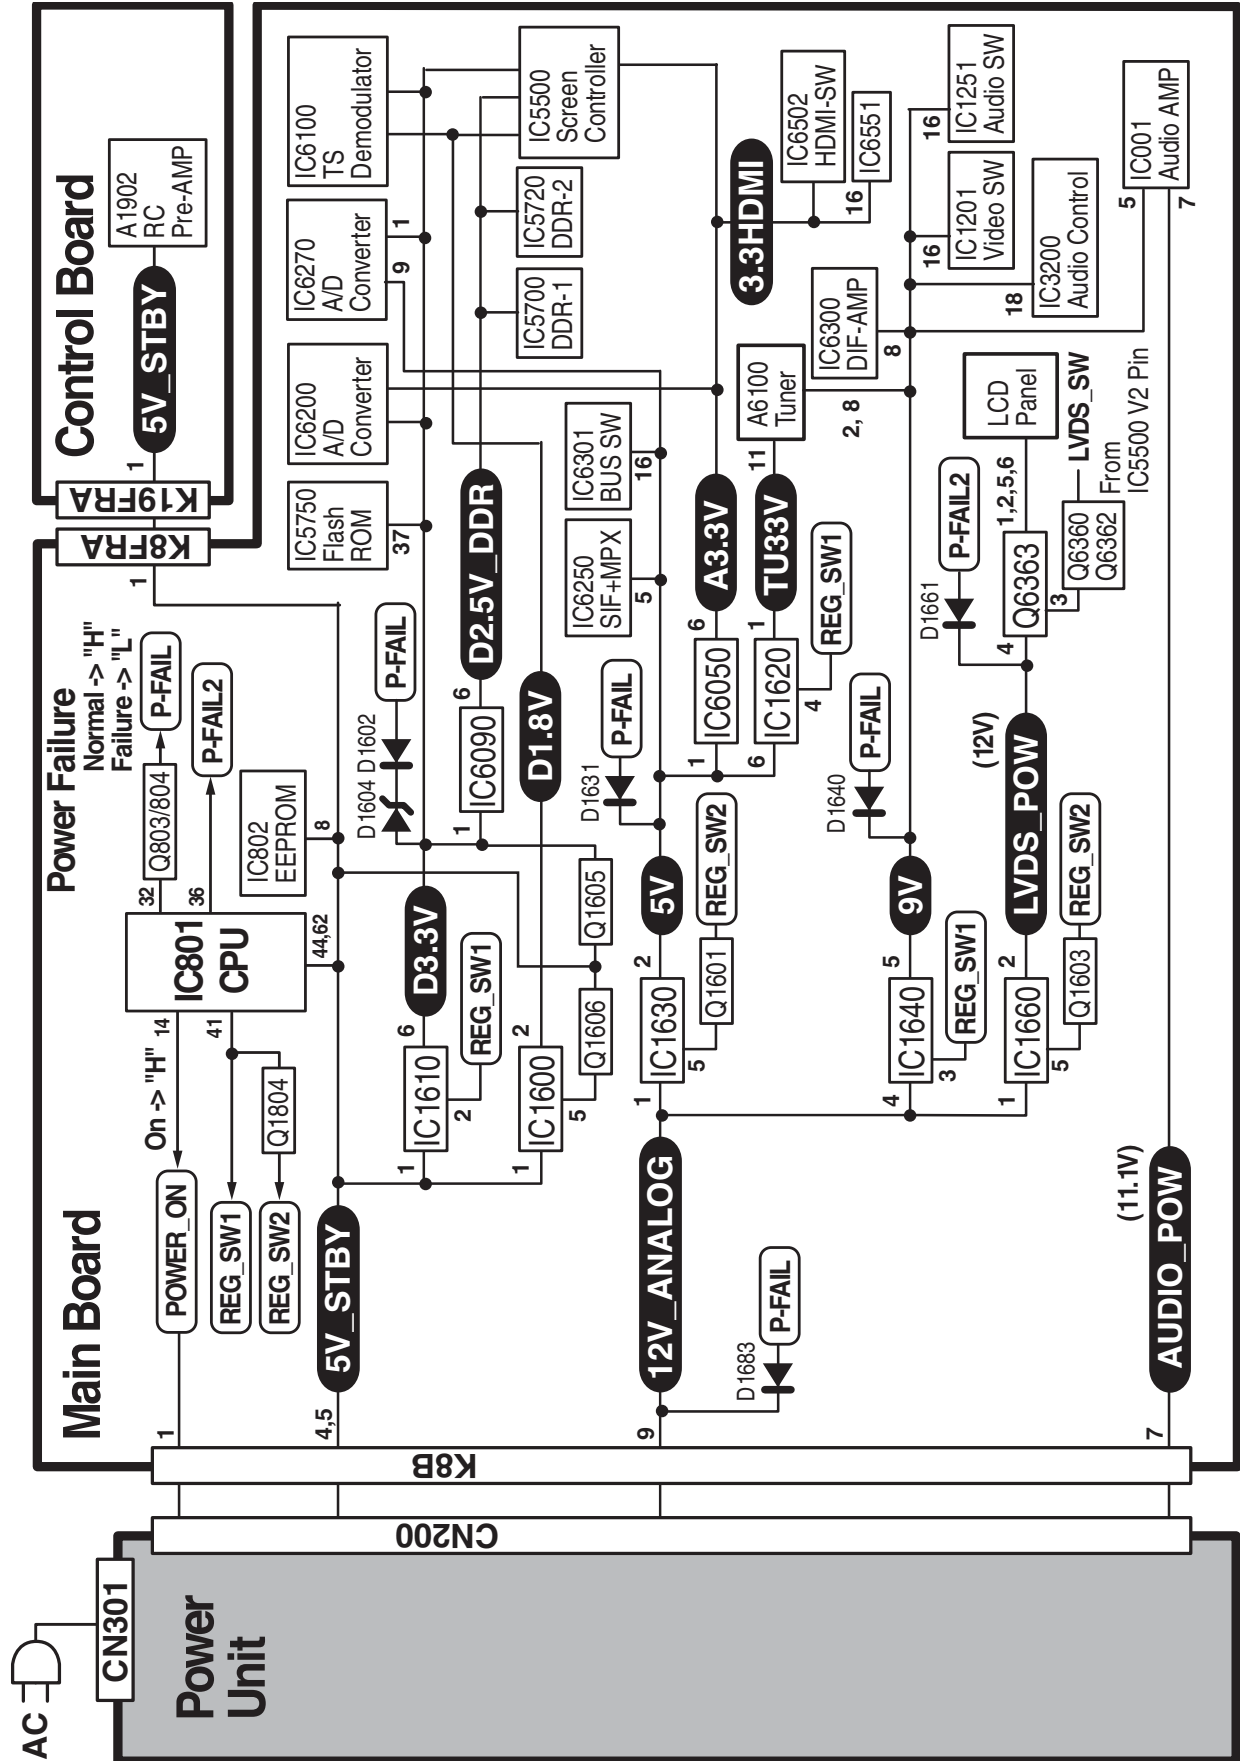 AC
CN301
Power
Unit
CN200
K8B
Main Board
1
POWER_ON
On -> "H"
14
41
REG_SW1
REG_SW2
Q1804
IC801
CPU
32
36
44,62
Q803/804
P-FAIL
P-FAIL2
Power Failure
Normal -> "H"
Failure -> "L"
IC802
EEPROM
8
1
K8FRA
K19FRA
1
Control Board
5V_STBY
A1902
RC
Pre-AMP
4,5
5V_STBY
1
IC1610
6
2
REG_SW1
D3.3V
D1604
D1602
P-FAIL
1
IC6090
6
D2.5V_DDR
1
IC1600
2
5
Q1606
Q1605
D1.8V
IC5750
Flash
ROM
37
IC6200
A/D
Converter
IC6270
A/D
Converter
9
1
IC6100
TS
Demodulator
IC5700
DDR-1
IC5720
DDR-2
IC5500
Screen
Controller
9
12V_ANALOG
D1683
P-FAIL
1
IC1630
2
5
Q1601
REG_SW2
5V
D1631
P-FAIL
IC6250
SIF+MPX
5
IC6301
BUS SW
16
1
IC6050
6
A3.3V
6
IC1620
1
4
REG_SW1
TU33V
11
A6100
Tuner
2, 8
3.3HDMI
IC6502
HDMI-SW
16
IC6551
4
IC1640
5
3
REG_SW1
9V
D1640
P-FAIL
IC6300
DIF-AMP
8
18
IC3200
Audio Control
16
IC1201
Video SW
16
IC1251
Audio SW
1
IC1660
2
5
Q1603
REG_SW2
LVDS_POW
(12V)
D1661
P-FAIL2
4
Q6363
1,2,5,6
3
LCD
Panel
Q6360
Q6362
LVDS_SW
From
IC5500 V2 Pin
7
AUDIO_POW
(11.1V)
5
7
IC001
Audio AMP